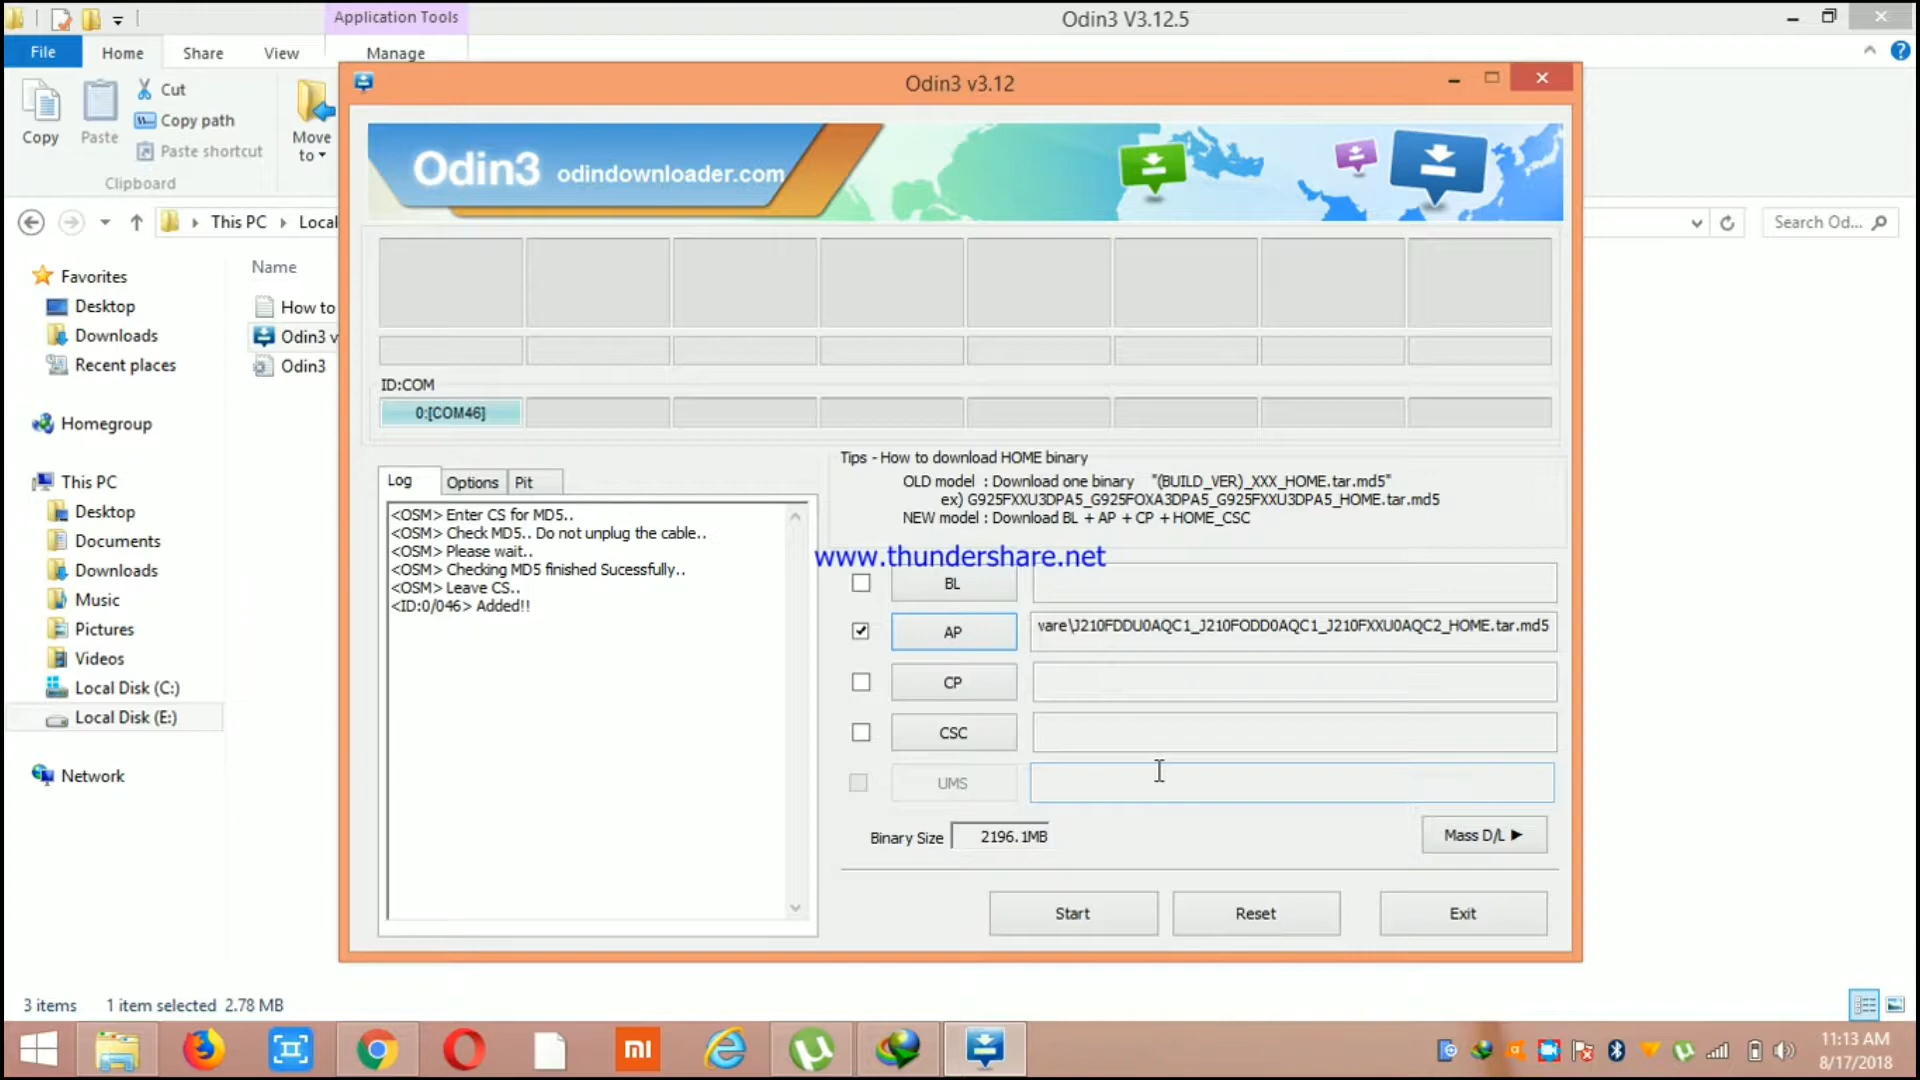 Application Tools
Odin3 V3.12.5
File
Home
Share
View
Manage
Copy
Paste
Cut
Copy path
Paste shortcut
Move to
Clipboard
This PC
Local
Search Od...
Odin3 v3.12
Odin3 odindownloader.com
Favorites
Desktop
Downloads
Recent places
Homegroup
This PC
Desktop
Documents
Downloads
Music
Pictures
Videos
Local Disk (C:)
Local Disk (E:)
Network
Name
How to
Odin3 v
Odin3
ID:COM
0:[COM46]
Log
Options
Pit
<OSM> Enter CS for MD5..
<OSM> Check MD5.. Do not unplug the cable..
<OSM> Please wait..
<OSM> Checking MD5 finished Sucessfully..
<OSM> Leave CS..
<ID:0/046> Added!!
Tips - How to download HOME binary
OLD model : Download one binary "(BUILD_VER)_XXX_HOME.tar.md5"
ex) G925FXXU3DPA5_G925FOXA3DPA5_G925FXXU3DPA5_HOME.tar.md5
NEW model : Download BL + AP + CP + HOME_CSC
www.thundershare.net
BL
AP
vare\J210FDDU0AQC1_J210FODD0AQC1_J210FXXU0AQC2_HOME.tar.md5
CP
CSC
UMS
Binary Size 2196.1MB
Mass D/L
Start
Reset
Exit
3 items
1 item selected 2.78 MB
mi
11:13 AM
8/17/2018